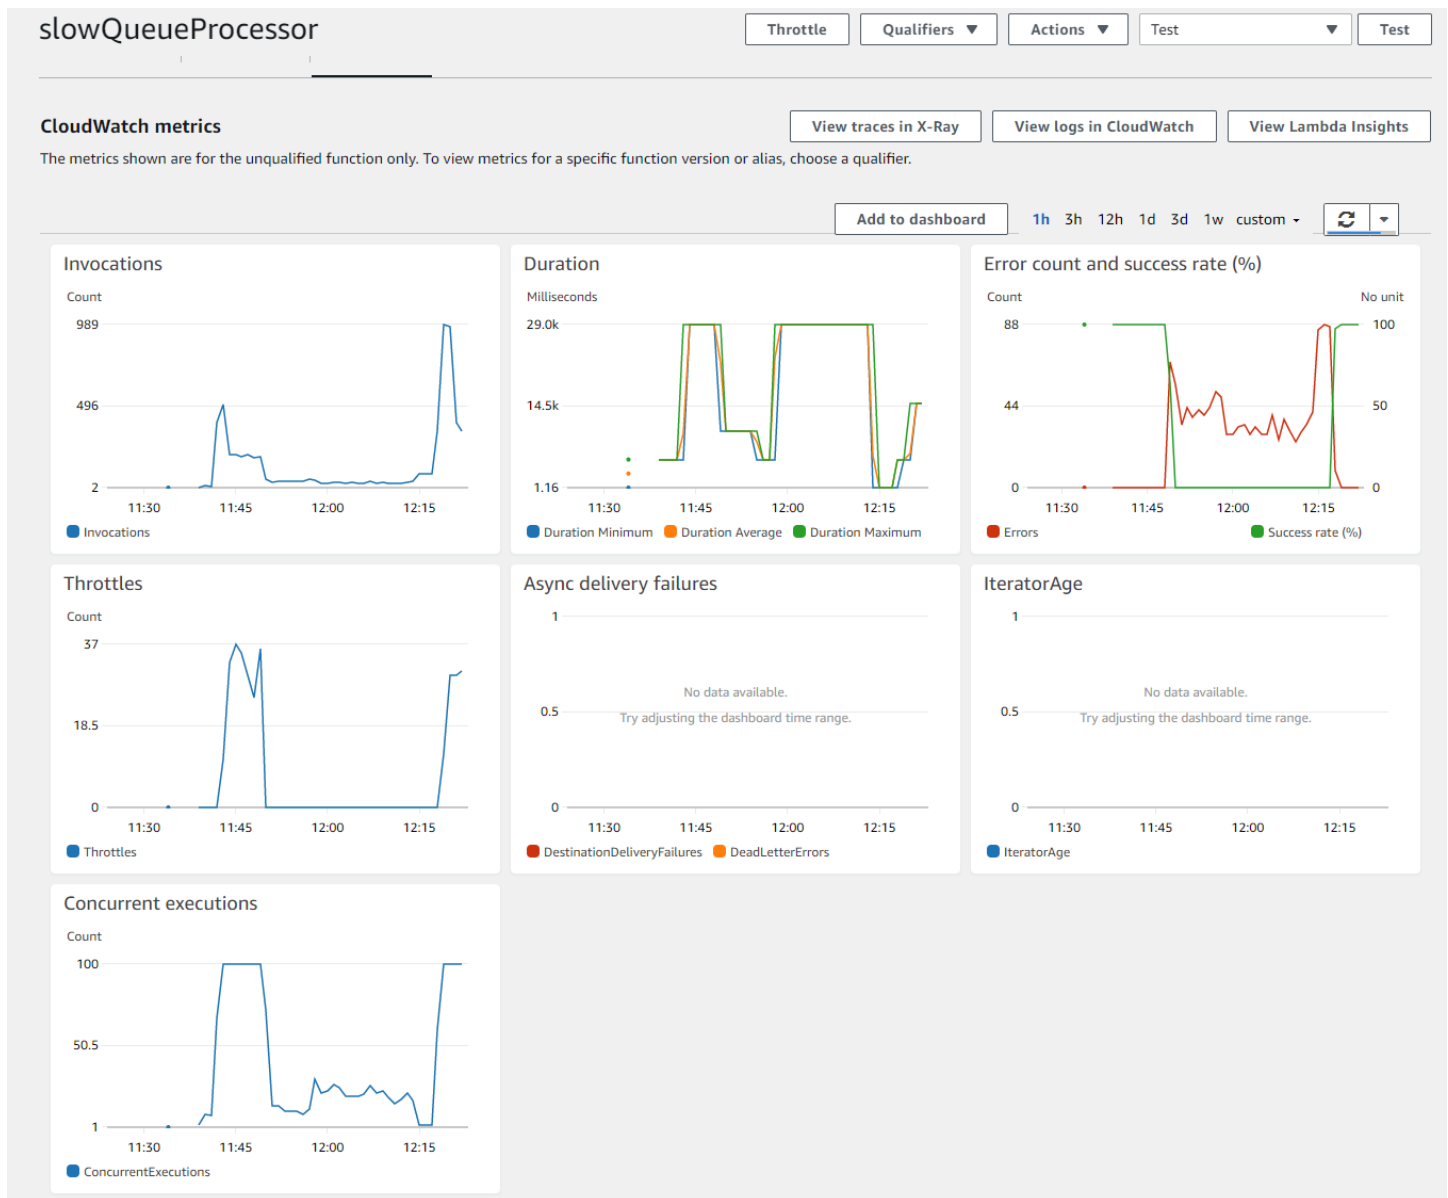 slowQueueProcessor
Throttle
Qualifiers
Actions
Test
Test
CloudWatch metrics
View traces in X-Ray
View logs in CloudWatch
View Lambda Insights
The metrics shown are for the unqualified function only. To view metrics for a specific function version or alias, choose a qualifier.
Add to dashboard
1h 3h 12h 1d 3d 1w custom
Invocations
Count
989
496
2
11:30 11:45 12:00 12:15
Invocations
Duration
Milliseconds
29.0k
14.5k
1.16
11:30 11:45 12:00 12:15
Duration Minimum Duration Average Duration Maximum
Error count and success rate (%)
Count No unit
88 100
44 50
0 0
11:30 11:45 12:00 12:15
Errors Success rate (%)
Throttles
Count
37
18.5
0
11:30 11:45 12:00 12:15
Throttles
Async delivery failures
1
No data available.
0.5 Try adjusting the dashboard time range.
0
11:30 11:45 12:00 12:15
DestinationDeliveryFailures DeadLetterErrors
IteratorAge
1
No data available.
0.5 Try adjusting the dashboard time range.
0
11:30 11:45 12:00 12:15
IteratorAge
Concurrent executions
Count
100
50.5
1
11:30 11:45 12:00 12:15
ConcurrentExecutions